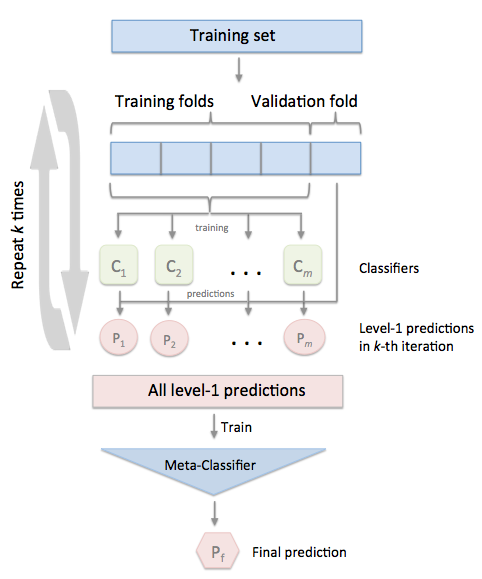 Training set
Training folds Validation fold
Repeat k times
training
C1 C2 ... Cm Classifiers
predictions
P1 P2 ... Pm Level-1 predictions
in k-th iteration
All level-1 predictions
Train
Meta-Classifier
Pf Final prediction